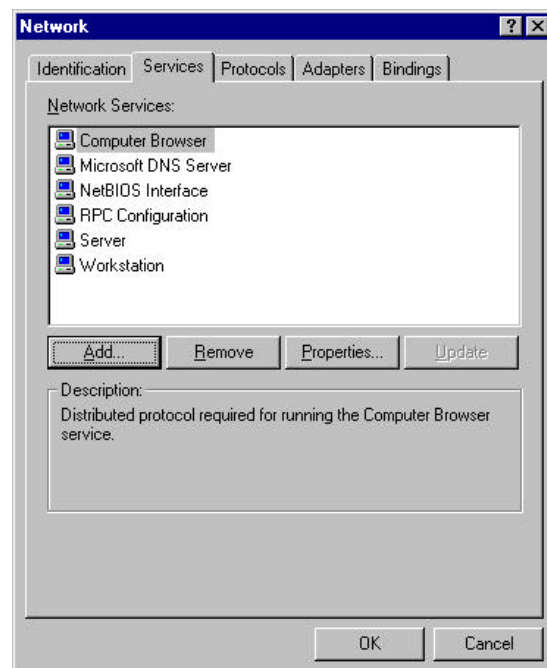 Network
Identification Services Protocols Adapters Bindings
Network Services:
Computer Browser
Microsoft DNS Server
NetBIOS Interface
RPC Configuration
Server
Workstation
Add... Remove Properties... Update
Description:
Distributed protocol required for running the Computer Browser
service.
OK Cancel